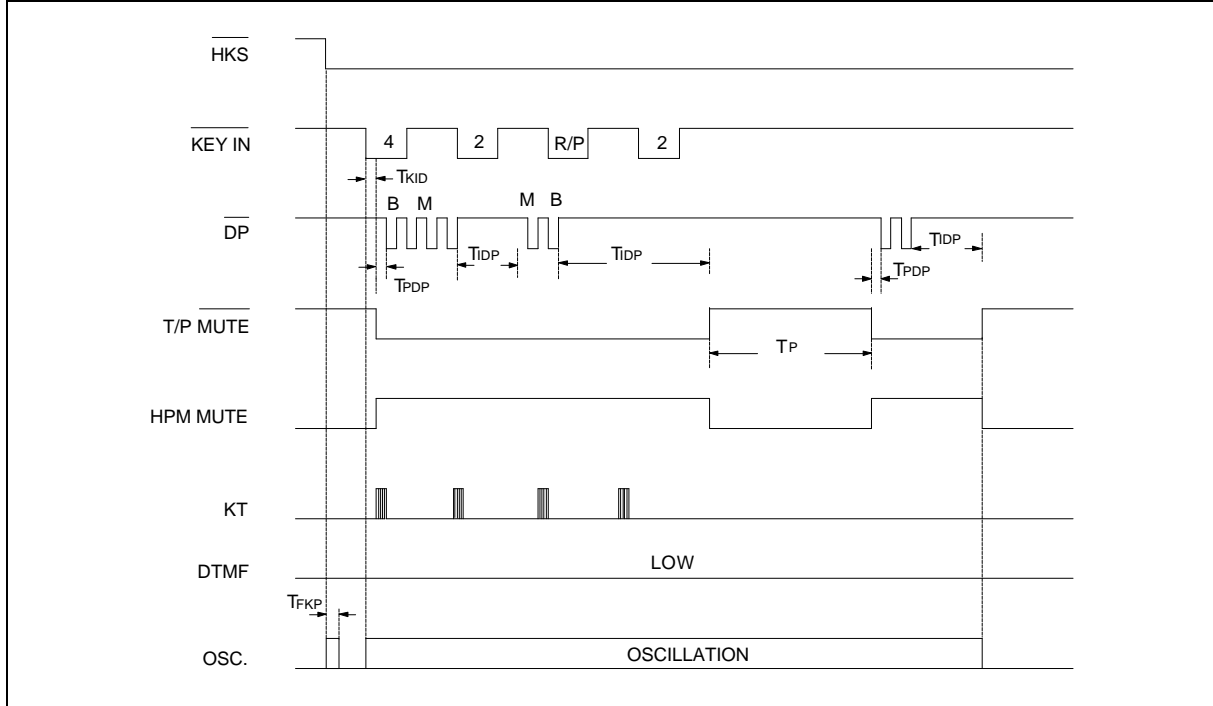 HKS
KEY IN
4 2 R/P 2
TKID
B M M B
DP
TIDP TIDP TIDP
TPDP TPDP
T/P MUTE
TP
HPM MUTE
KT
DTMF
LOW
TFKP
OSC.
OSCILLATION